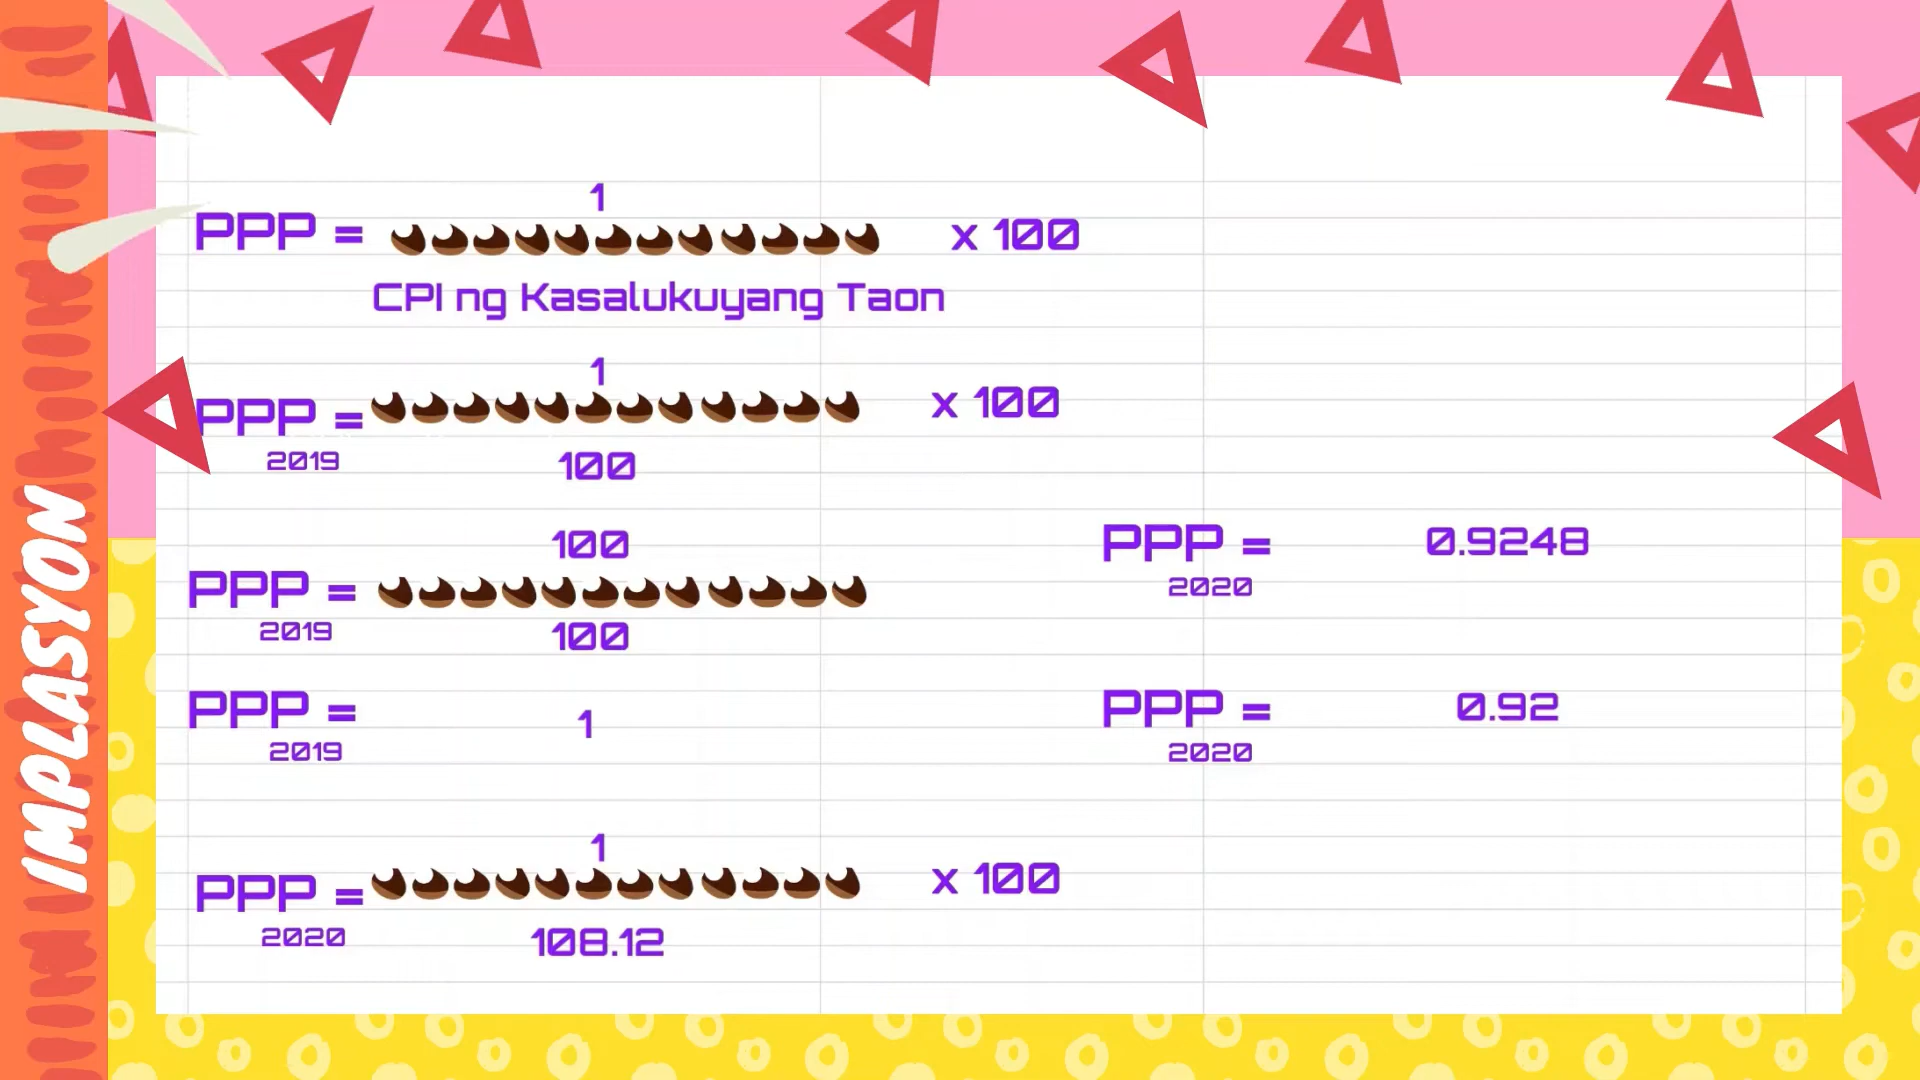 IMPLASYON
1
PPP = x 100
CPI ng Kasalukuyang Taon
1
PPP = x 100
2019
100
100
PPP =
2019
100
PPP = 1
2019
1
PPP = x 100
2020
108.12
PPP = 0.9248
2020
PPP = 0.92
2020